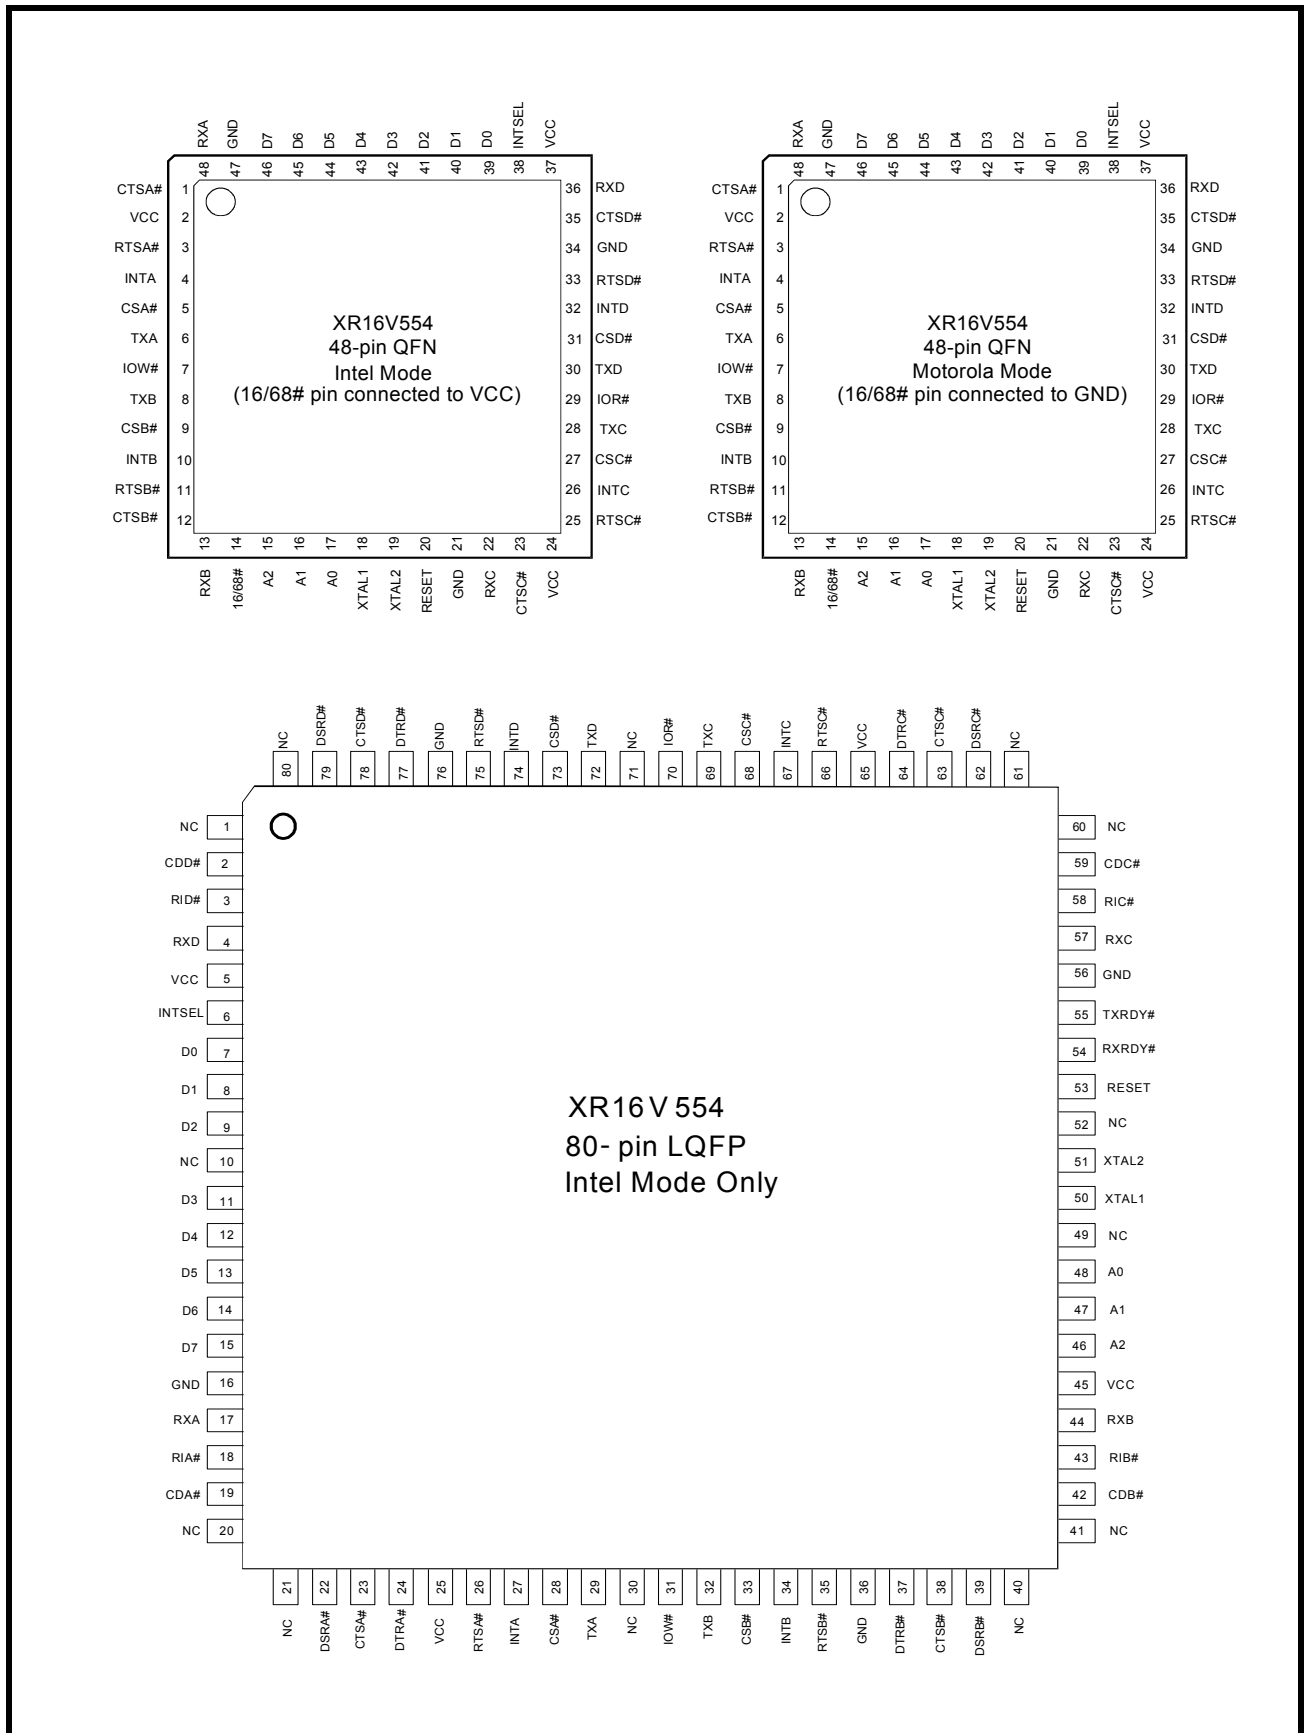 RXA GND D7 D6 D5 D4 D3 D2 D1 D0 INTSEL VCC
48 47 46 45 44 43 42 41 40 39 38 37
CTSA# 1 36 RXD
VCC 2 35 CTSD#
RTSA# 3 34 GND
INTA 4 33 RTSD#
CSA# 5 32 INTD
TXA 6 31 CSD#
IOW# 7 30 TXD
TXB 8 29 IOR#
CSB# 9 28 TXC
INTB 10 27 CSC#
RTSB# 11 26 INTC
CTSB# 12 25 RTSC#
XR16V554
48-pin QFN
Intel Mode
(16/68# pin connected to VCC)
13 14 15 16 17 18 19 20 21 22 23 24
RXB 16/68# A2 A1 A0 XTAL1 XTAL2 RESET GND RXC CTSC# VCC
RXA GND D7 D6 D5 D4 D3 D2 D1 D0 INTSEL VCC
48 47 46 45 44 43 42 41 40 39 38 37
CTSA# 1 36 RXD
VCC 2 35 CTSD#
RTSA# 3 34 GND
INTA 4 33 RTSD#
CSA# 5 32 INTD
TXA 6 31 CSD#
IOW# 7 30 TXD
TXB 8 29 IOR#
CSB# 9 28 TXC
INTB 10 27 CSC#
RTSB# 11 26 INTC
CTSB# 12 25 RTSC#
XR16V554
48-pin QFN
Motorola Mode
(16/68# pin connected to GND)
13 14 15 16 17 18 19 20 21 22 23 24
RXB 16/68# A2 A1 A0 XTAL1 XTAL2 RESET GND RXC CTSC# VCC
NC DSRD# CTSD# DTRD# GND RTSD# INTD CSD# TXD NC IOR# TXC CSC# INTC RTSC# VCC DTRC# CTSC# DSRC# NC
80 79 78 77 76 75 74 73 72 71 70 69 68 67 66 65 64 63 62 61
NC 1 60 NC
CDD# 2 59 CDC#
RID# 3 58 RIC#
RXD 4 57 RXC
VCC 5 56 GND
INTSEL 6 55 TXRDY#
D0 7 54 RXRDY#
D1 8 53 RESET
D2 9 52 NC
NC 10 51 XTAL2
D3 11 50 XTAL1
D4 12 49 NC
D5 13 48 A0
D6 14 47 A1
D7 15 46 A2
GND 16 45 VCC
RXA 17 44 RXB
RIA# 18 43 RIB#
CDA# 19 42 CDB#
NC 20 41 NC
XR16V554
80- pin LQFP
Intel Mode Only
21 22 23 24 25 26 27 28 29 30 31 32 33 34 35 36 37 38 39 40
NC DSRA# CTSA# DTRA# VCC RTSA# INTA CSA# TXA NC IOW# TXB CSB# INTB RTSB# GND DTRB# CTSB# DSRB# NC